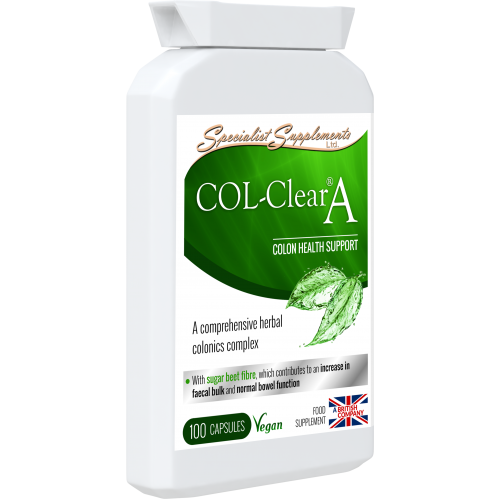 Specialist Supplements
Ltd.
COL-Clear® A
COLON HEALTH SUPPORT
A comprehensive herbal
colonics complex
• With sugar beet fibre, which contributes to an increase in
faecal bulk and normal bowel function
100 CAPSULES
Vegan
FOOD
SUPPLEMENT
A BRITISH
COMPANY